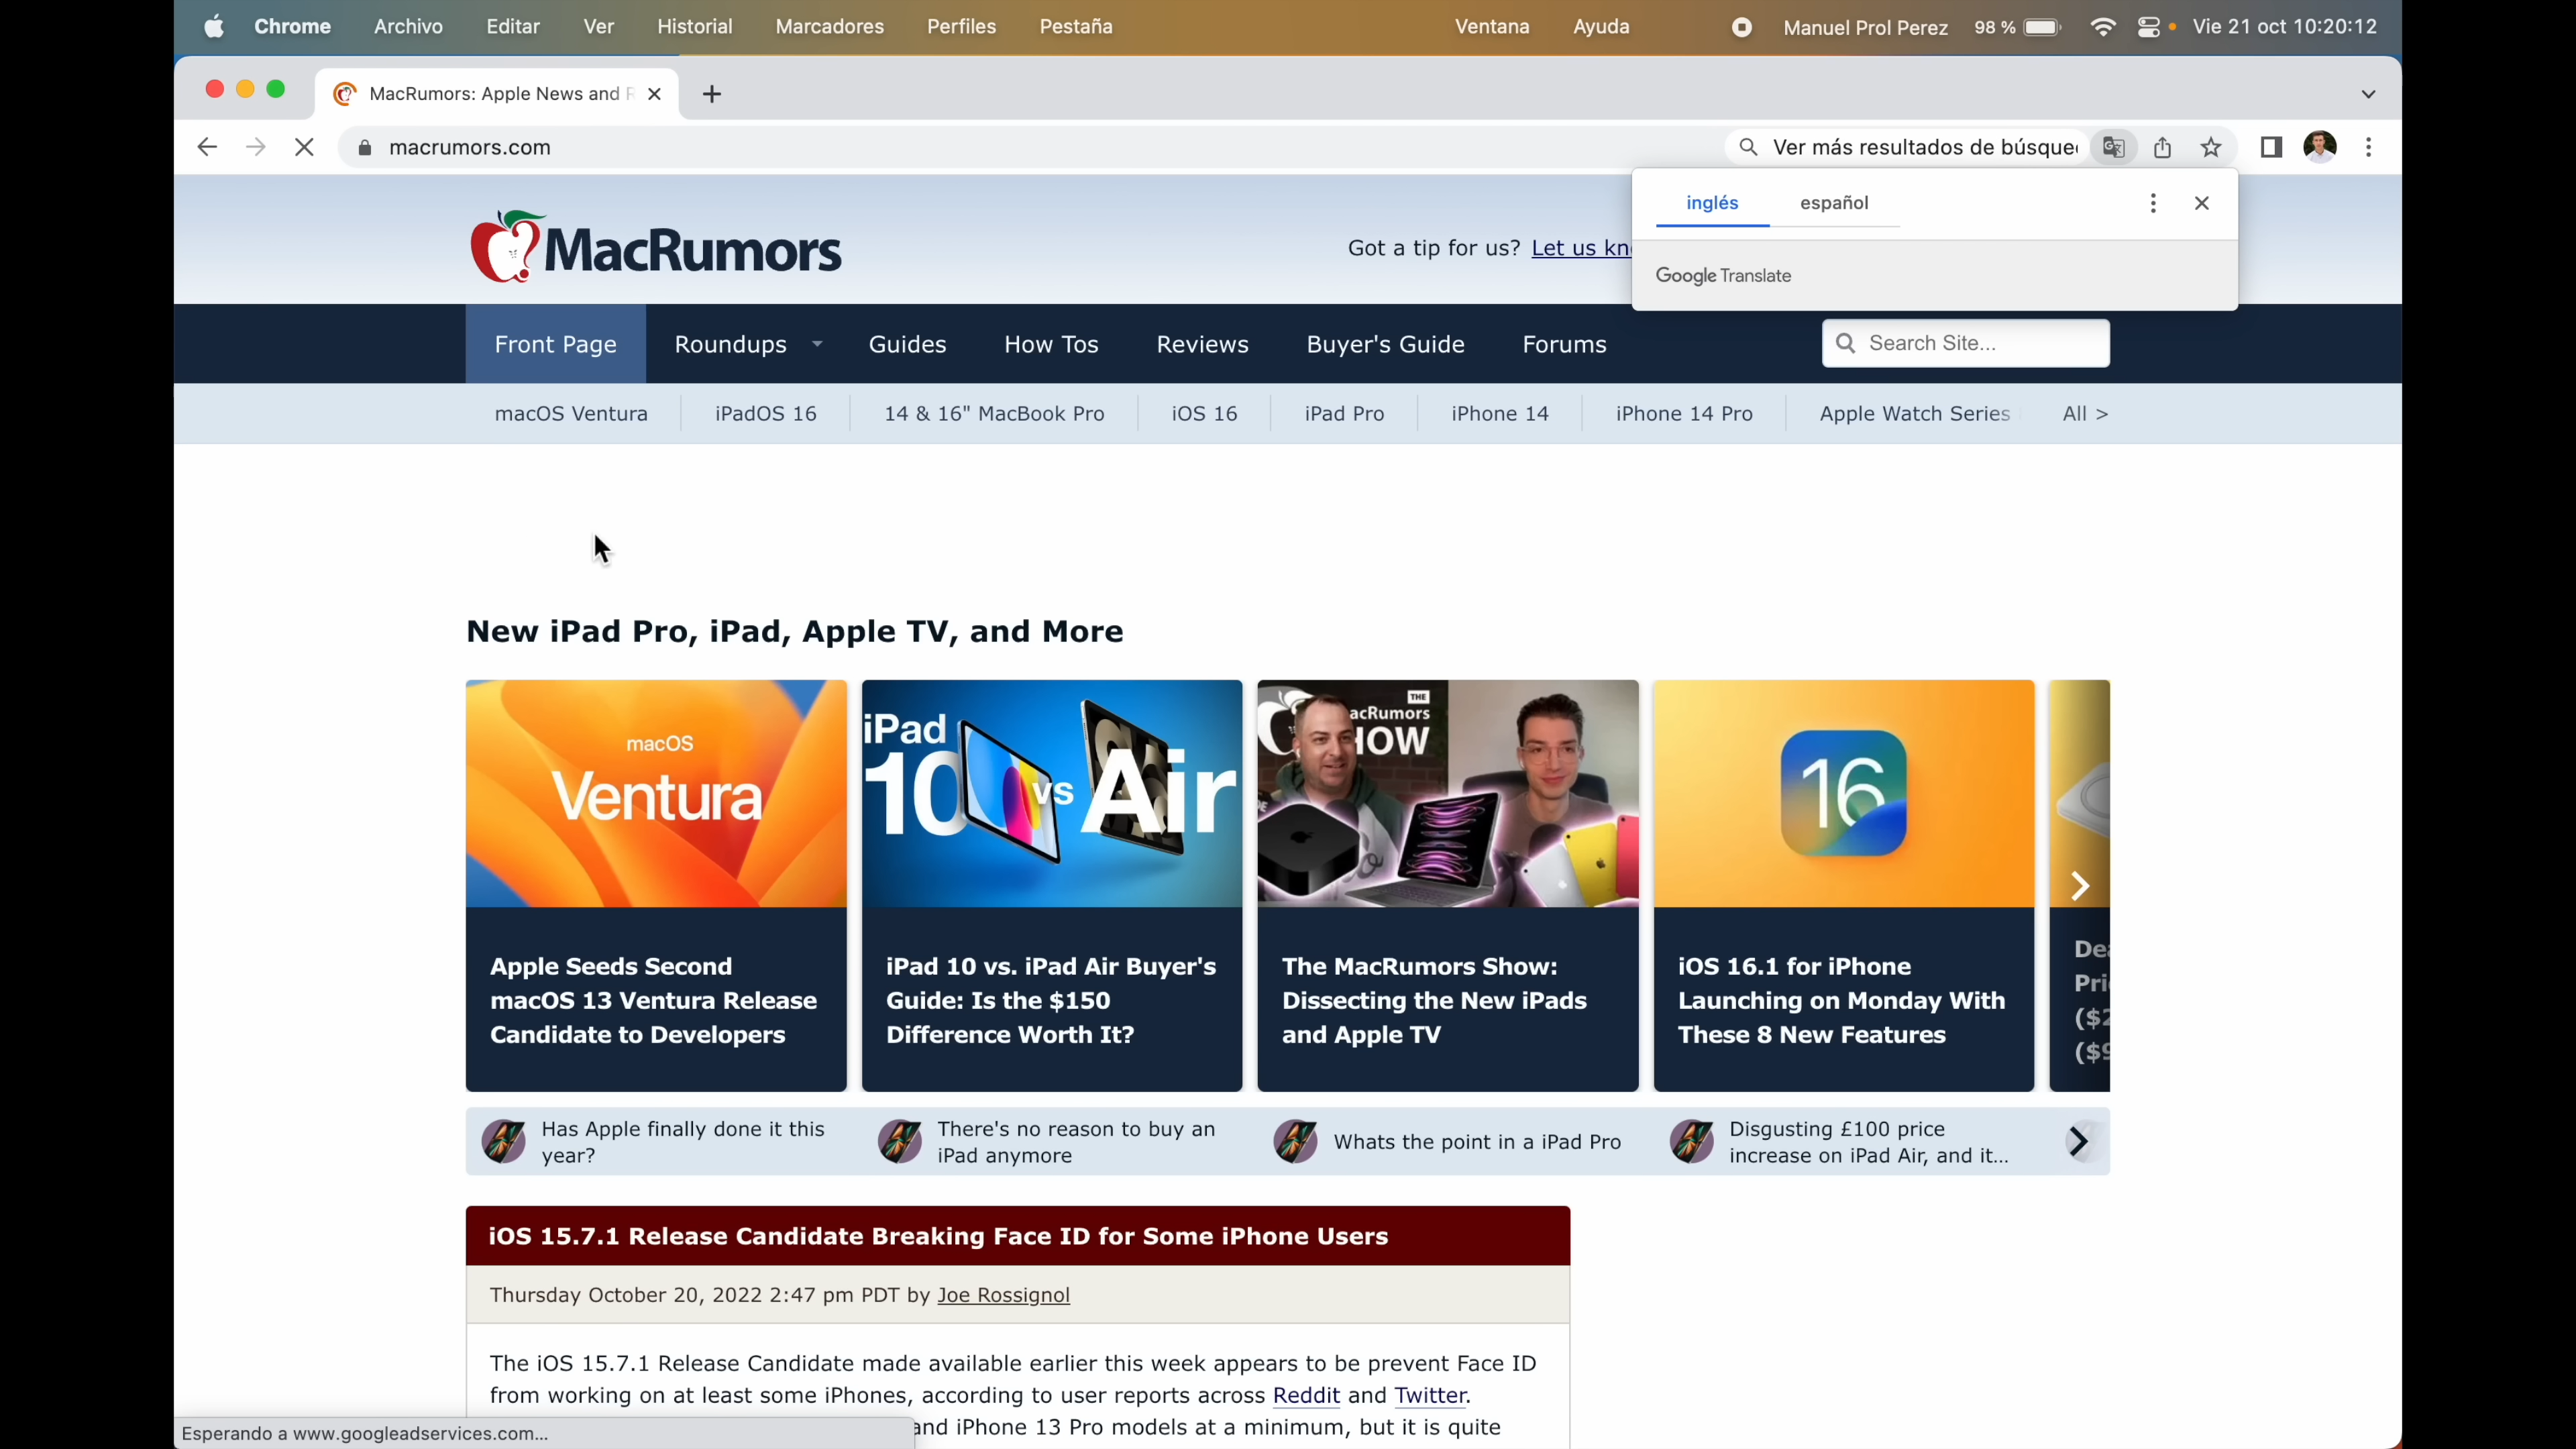 Chrome Archivo Editar Ver Historial Marcadores Perfiles Pestaña Ventana Ayuda Manuel Prol Perez 98 % Vie 21 oct 10:20:12
MacRumors: Apple News and R
macrumors.com
Ver más resultados de búsque
inglés español
Google Translate
MacRumors
Got a tip for us? Let us kn
Front Page Roundups Guides How Tos Reviews Buyer's Guide Forums Search Site...
macOS Ventura iPadOS 16 14 & 16" MacBook Pro iOS 16 iPad Pro iPhone 14 iPhone 14 Pro Apple Watch Series All >
New iPad Pro, iPad, Apple TV, and More
macOS
Ventura
iPad
10 vs Air
THE
acRumors
HOW
16
Apple Seeds Second
macOS 13 Ventura Release
Candidate to Developers
iPad 10 vs. iPad Air Buyer's
Guide: Is the $150
Difference Worth It?
The MacRumors Show:
Dissecting the New iPads
and Apple TV
iOS 16.1 for iPhone
Launching on Monday With
These 8 New Features
Dea
Pri
($2
($9
Has Apple finally done it this
year?
There's no reason to buy an
iPad anymore
Whats the point in a iPad Pro
Disgusting £100 price
increase on iPad Air, and it...
iOS 15.7.1 Release Candidate Breaking Face ID for Some iPhone Users
Thursday October 20, 2022 2:47 pm PDT by Joe Rossignol
The iOS 15.7.1 Release Candidate made available earlier this week appears to be prevent Face ID
from working on at least some iPhones, according to user reports across Reddit and Twitter.
and iPhone 13 Pro models at a minimum, but it is quite
Esperando a www.googleadservices.com...